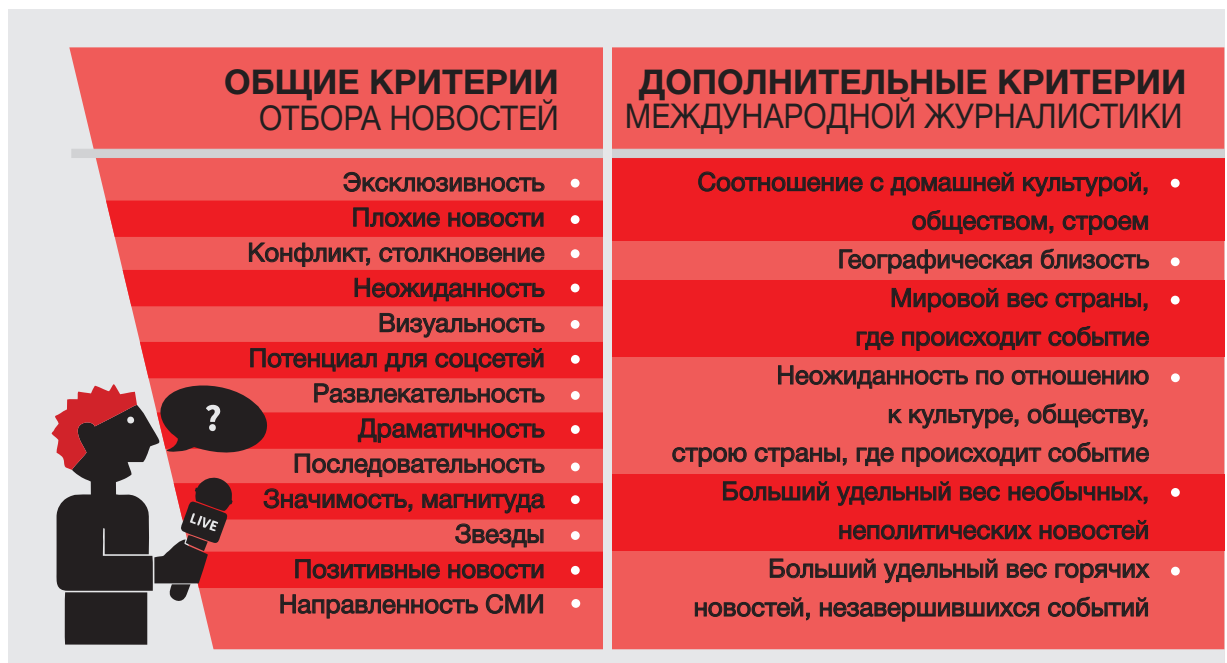 ОБЩИЕ КРИТЕРИИ
ОТБОРА НОВОСТЕЙ
Эксклюзивность •
Плохие новости •
Конфликт, столкновение •
Неожиданность •
Визуальность •
Потенциал для соцсетей •
Развлекательность •
Драматичность •
Последовательность •
Значимость, магнитуда •
Звезды •
Позитивные новости •
Направленность СМИ •
?
LIVE
ДОПОЛНИТЕЛЬНЫЕ КРИТЕРИИ
МЕЖДУНАРОДНОЙ ЖУРНАЛИСТИКИ
Соотношение с домашней культурой, •
обществом, строем
Географическая близость •
Мировой вес страны, •
где происходит событие
Неожиданность по отношению •
к культуре, обществу,
строю страны, где происходит событие
Больший удельный вес необычных, •
неполитических новостей
Больший удельный вес горячих •
новостей, незавершившихся событий